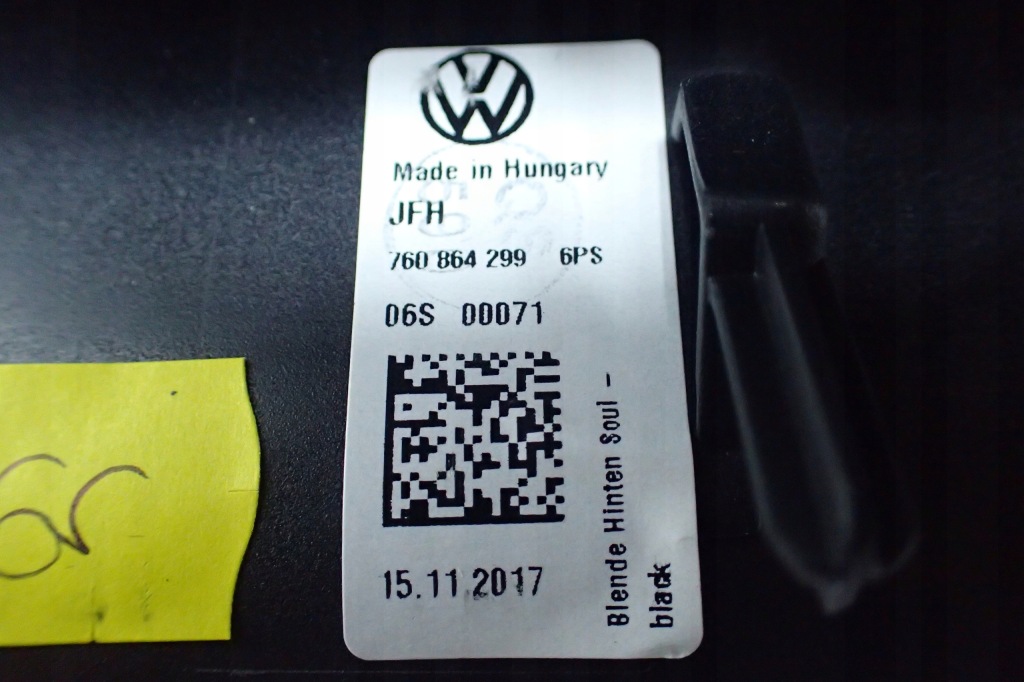 Made in Hungary
JFH
760 864 299 6PS
06S 00071
15.11.2017
Blende Hinten Soul -
black